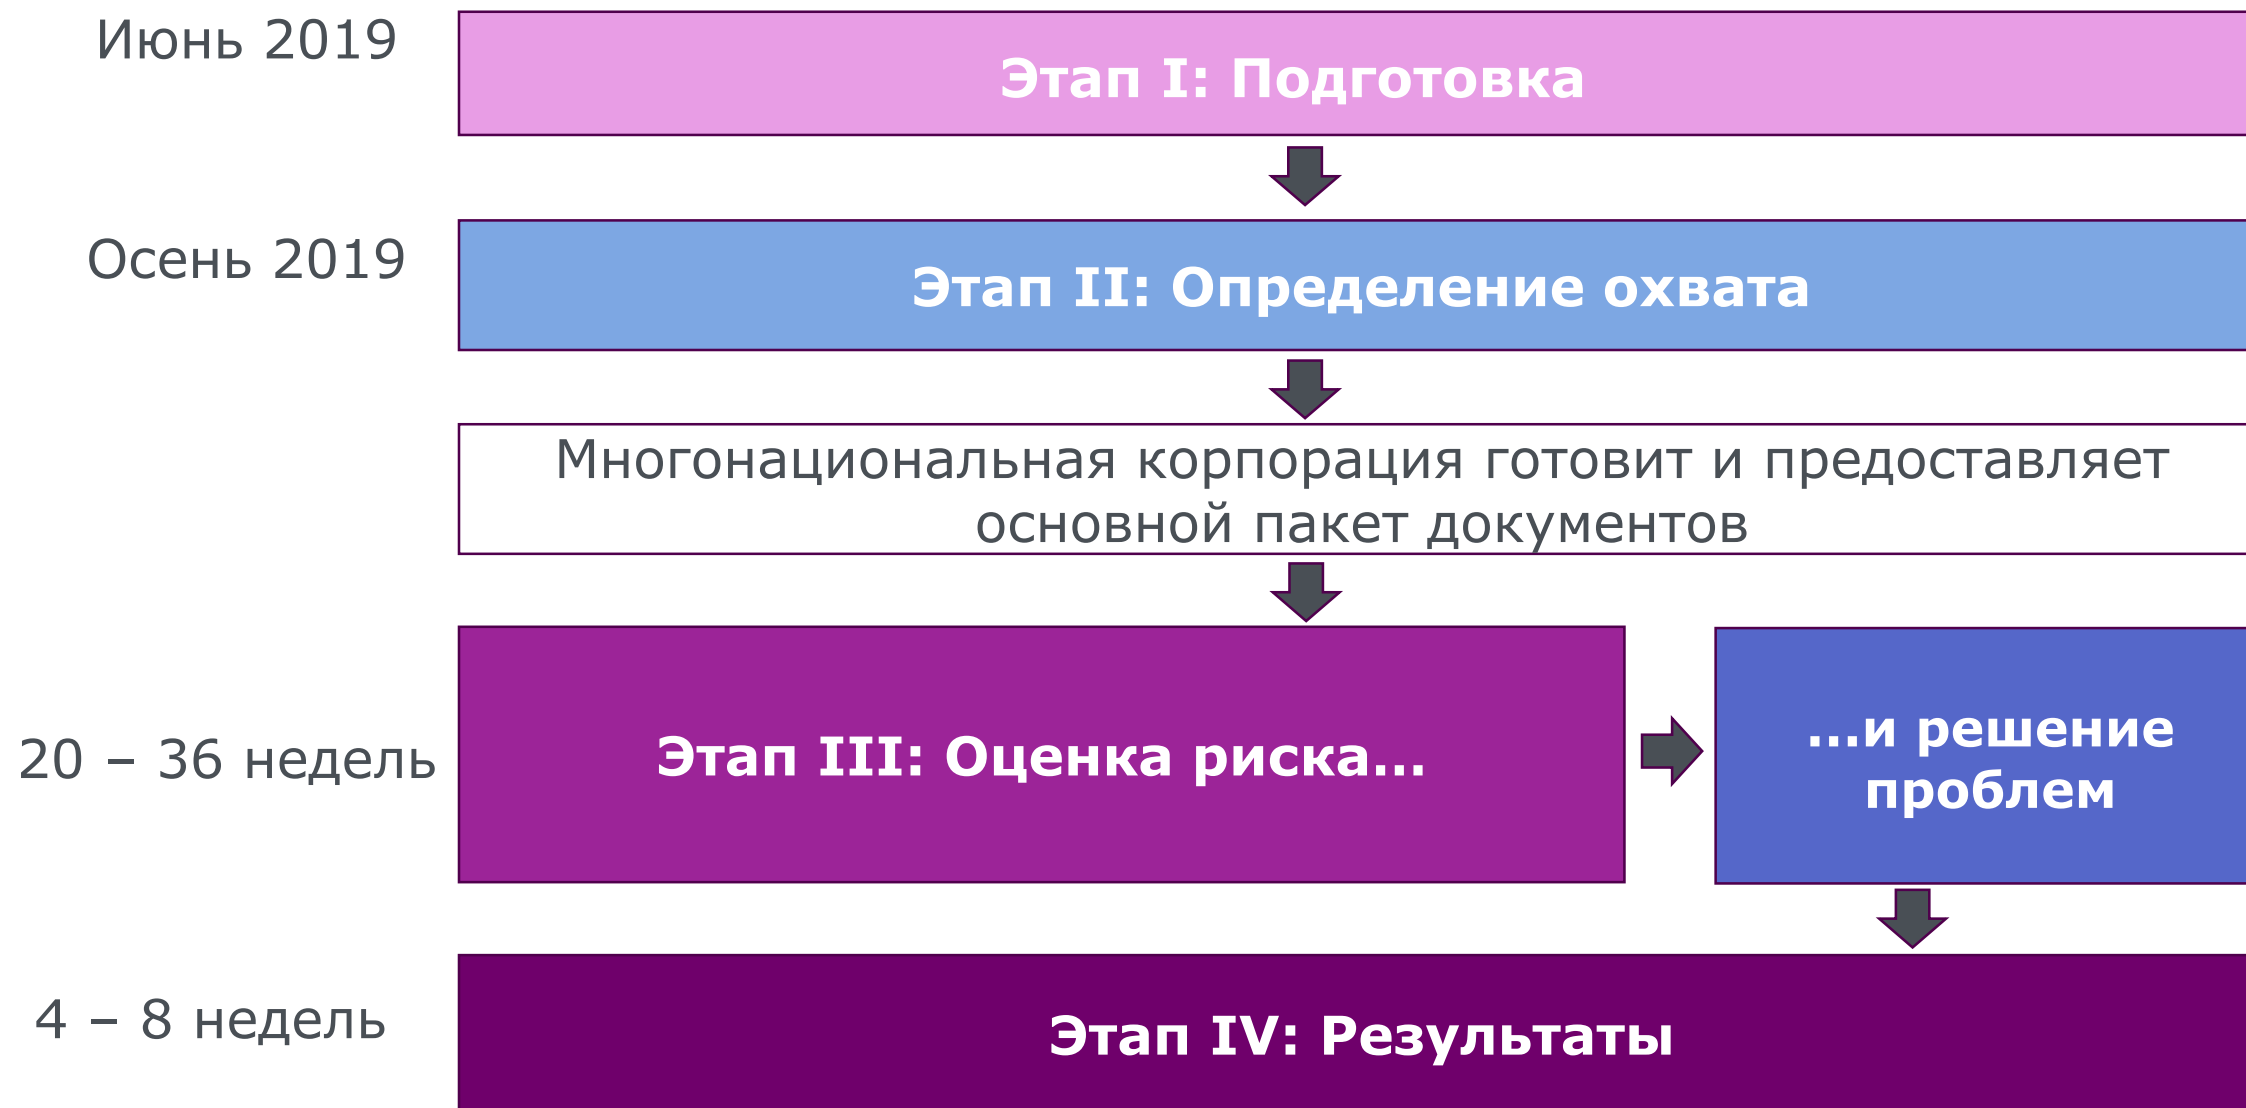 Июнь 2019
Этап I: Подготовка
Осень 2019
Этап II: Определение охвата
Многонациональная корпорация готовит и предоставляет
основной пакет документов
20 – 36 недель
Этап III: Оценка риска…
…и решение
проблем
4 – 8 недель
Этап IV: Результаты